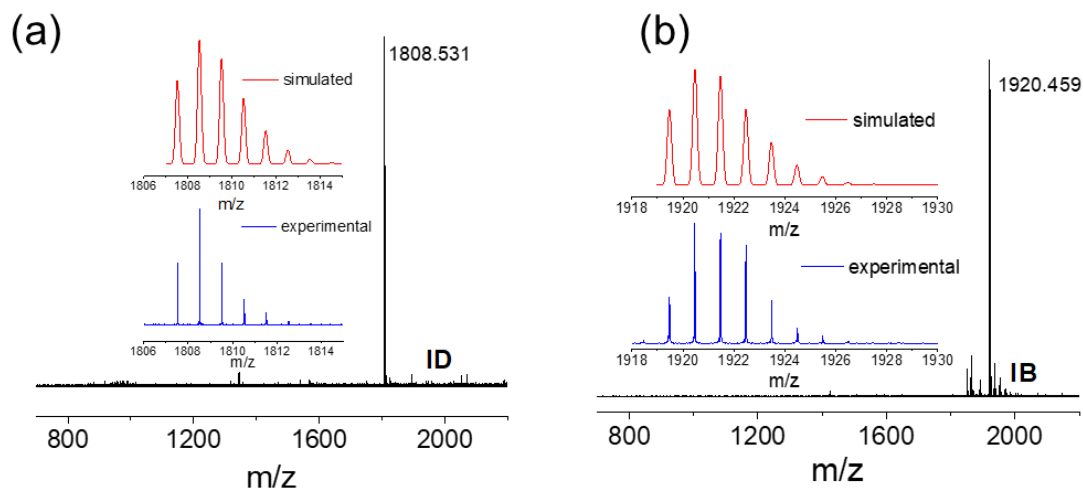 (a)
1808.531
simulated
1806 1808 1810 1812 1814
m/z
experimental
1806 1808 1810 1812 1814
m/z
ID
800 1200 1600 2000
m/z
(b)
1920.459
simulated
1918 1920 1922 1924 1926 1928 1930
m/z
experimental
1918 1920 1922 1924 1926 1928 1930
m/z
IB
800 1200 1600 2000
m/z